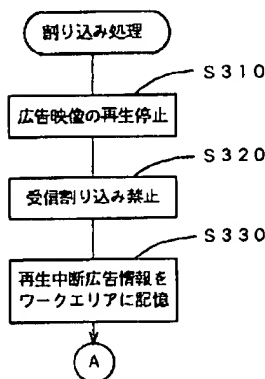 割り込み処理
S310
広告映像の再生停止
S320
受信割り込み禁止
S330
再生中断広告情報を
ワークエリアに記憶
A